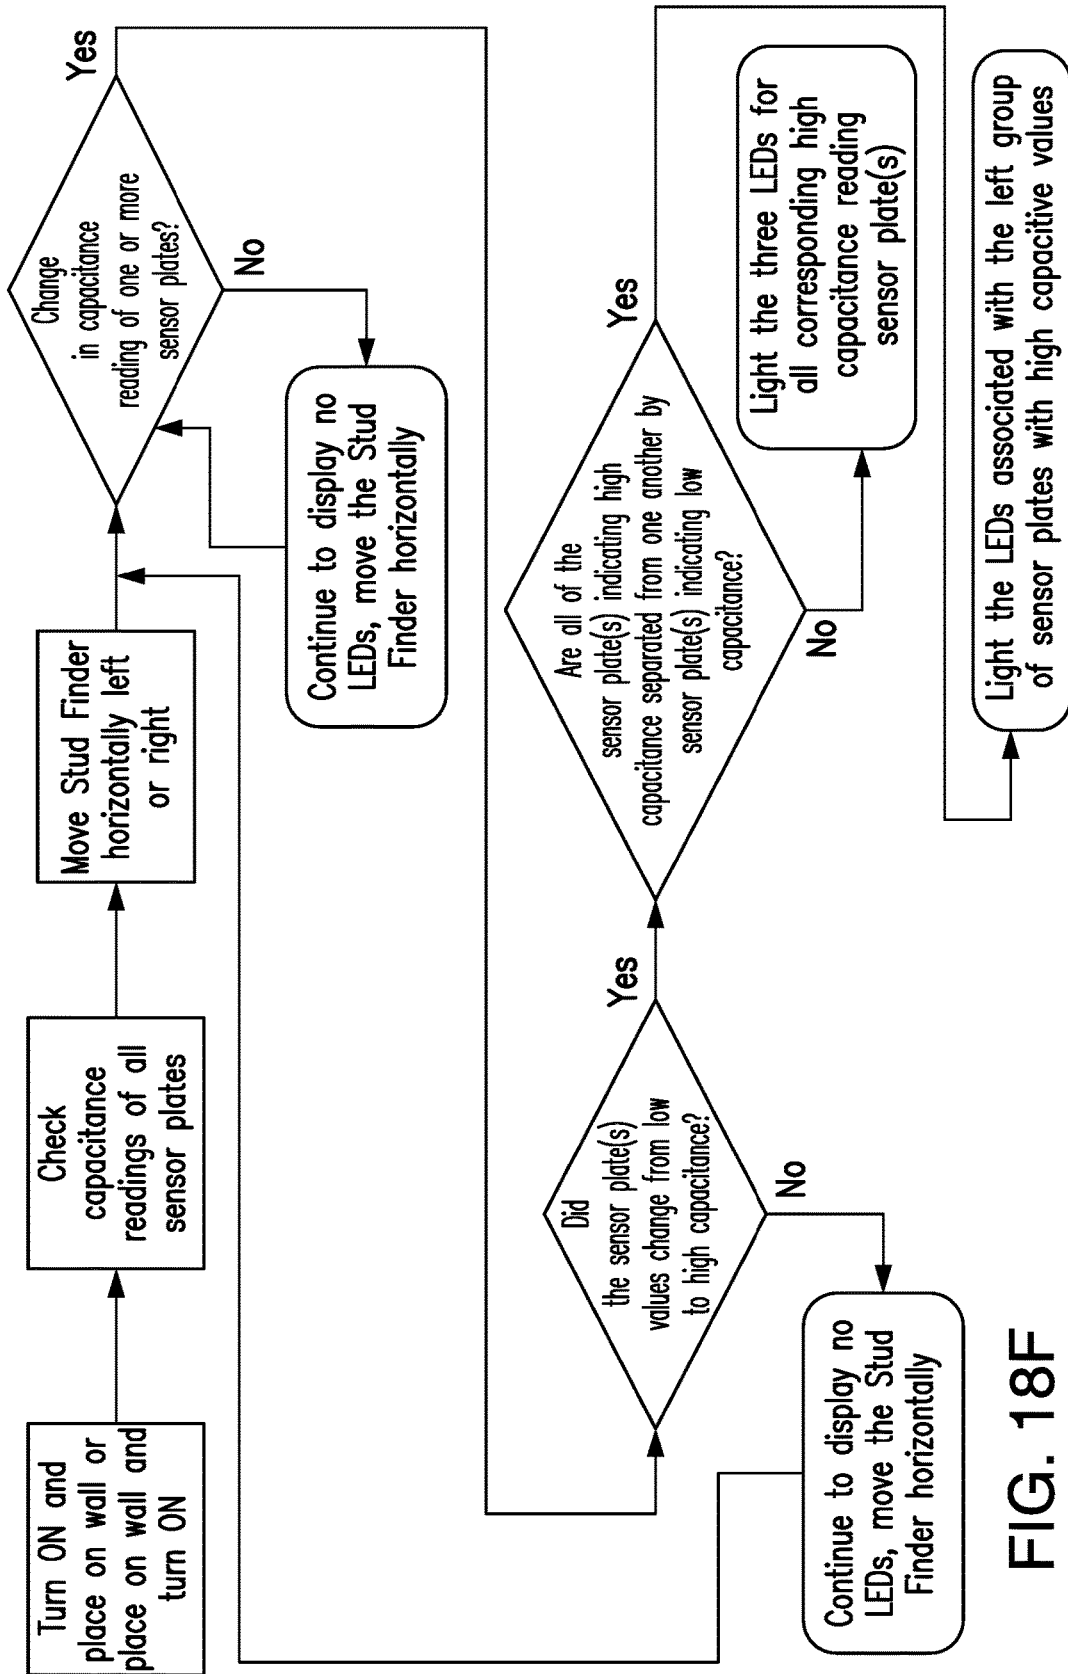 Turn ON and
place on wall or
place on wall and
turn ON
Check
capacitance
readings of all
sensor plates
Move Stud Finder
horizontally left
or right
Change
in capacitance
reading of one or more
sensor plates?
Yes
No
Continue to display no
LEDs, move the Stud
Finder horizontally
Did
the sensor plate(s)
values change from low
to high capacitance?
Yes
No
Continue to display no
LEDs, move the Stud
Finder horizontally
Are all of the
sensor plate(s) indicating high
capacitance separated from one another by
sensor plate(s) indicating low
capacitance?
Yes
No
Light the three LEDs for
all corresponding high
capacitance reading
sensor plate(s)
Light the LEDs associated with the left group
of sensor plates with high capacitive values
FIG. 18F